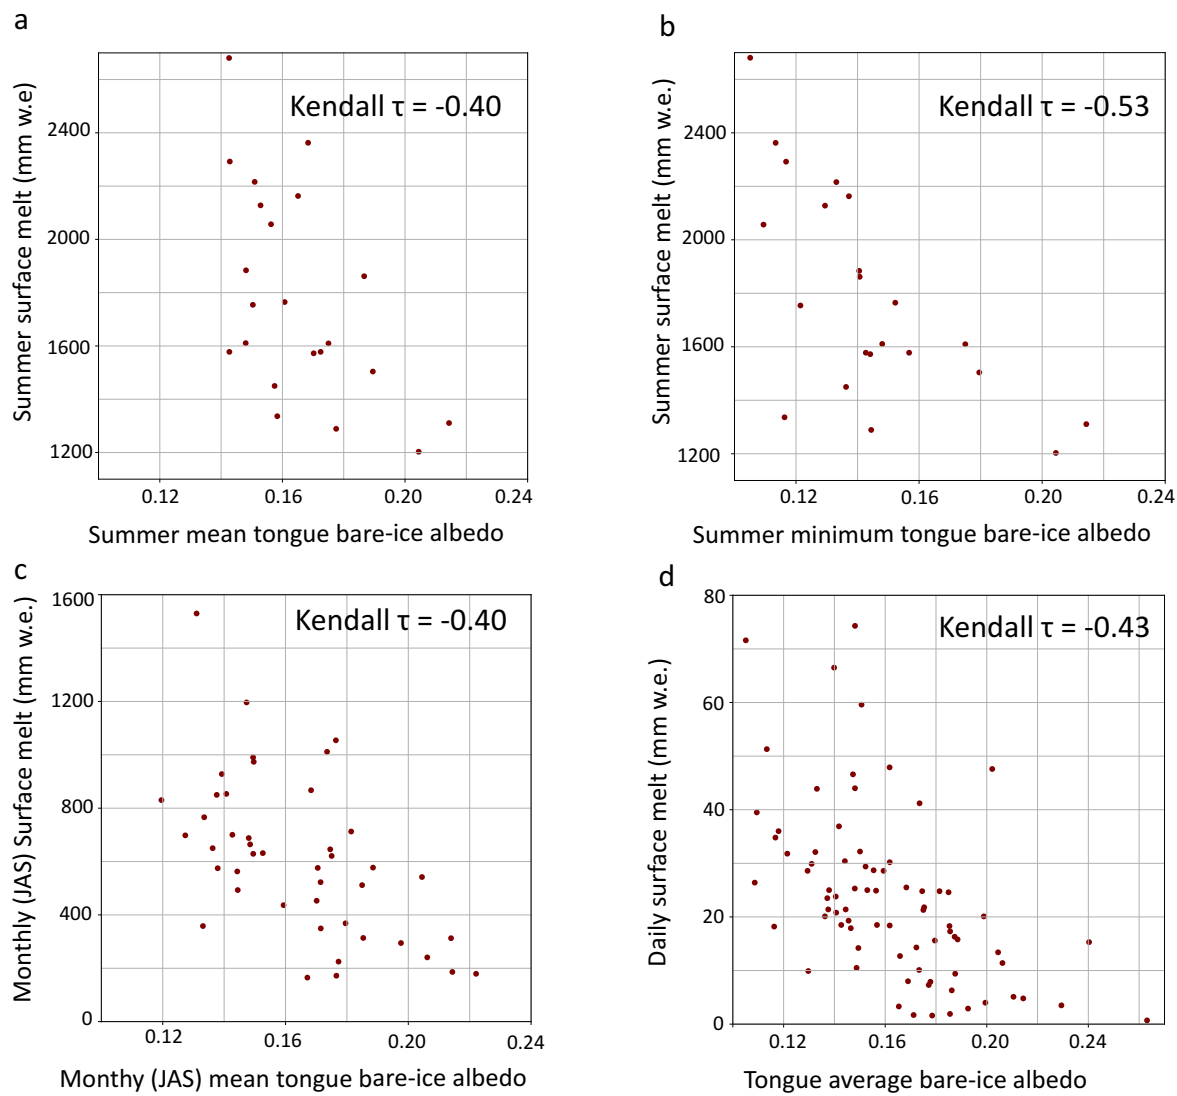 a
Kendall τ = -0.40
Summer surface melt (mm w.e)
2400
2000
1600
1200
0.12 0.16 0.20 0.24
Summer mean tongue bare-ice albedo
b
Kendall τ = -0.53
Summer surface melt (mm w.e.)
2400
2000
1600
1200
0.12 0.16 0.20 0.24
Summer minimum tongue bare-ice albedo
c
Kendall τ = -0.40
Monthly (JAS) Surface melt (mm w.e.)
1600
1200
800
400
0
0.12 0.16 0.20 0.24
Monthy (JAS) mean tongue bare-ice albedo
d
Kendall τ = -0.43
Daily surface melt (mm w.e.)
80
60
40
20
0
0.12 0.16 0.20 0.24
Tongue average bare-ice albedo